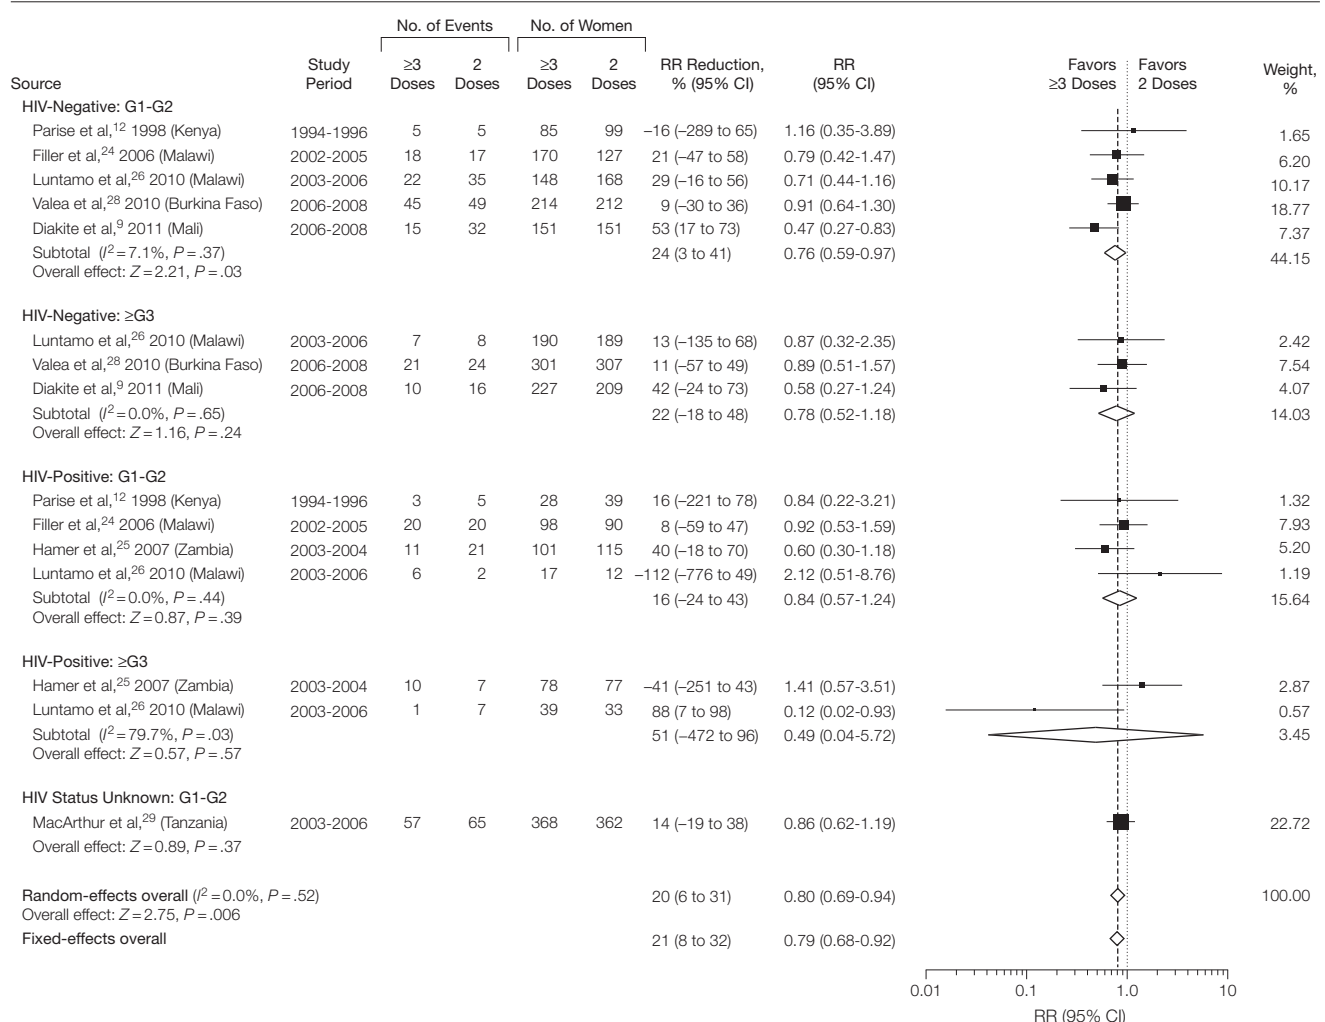 No. of Events No. of Women
Study ≥3 2 ≥3 2 RR Reduction, RR Favors Favors Weight,
Source Period Doses Doses Doses Doses % (95% CI) (95% CI) ≥3 Doses 2 Doses %
HIV-Negative: G1-G2
Parise et al,12 1998 (Kenya) 1994-1996 5 5 85 99 –16 (–289 to 65) 1.16 (0.35-3.89) 1.65
Filler et al,24 2006 (Malawi) 2002-2005 18 17 170 127 21 (–47 to 58) 0.79 (0.42-1.47) 6.20
Luntamo et al,26 2010 (Malawi) 2003-2006 22 35 148 168 29 (–16 to 56) 0.71 (0.44-1.16) 10.17
Valea et al,28 2010 (Burkina Faso) 2006-2008 45 49 214 212 9 (–30 to 36) 0.91 (0.64-1.30) 18.77
Diakite et al,9 2011 (Mali) 2006-2008 15 32 151 151 53 (17 to 73) 0.47 (0.27-0.83) 7.37
Subtotal (I2 = 7.1%, P = .37) 24 (3 to 41) 0.76 (0.59-0.97) 44.15
Overall effect: Z = 2.21, P = .03
HIV-Negative: ≥G3
Luntamo et al,26 2010 (Malawi) 2003-2006 7 8 190 189 13 (–135 to 68) 0.87 (0.32-2.35) 2.42
Valea et al,28 2010 (Burkina Faso) 2006-2008 21 24 301 307 11 (–57 to 49) 0.89 (0.51-1.57) 7.54
Diakite et al,9 2011 (Mali) 2006-2008 10 16 227 209 42 (–24 to 73) 0.58 (0.27-1.24) 4.07
Subtotal (I2 = 0.0%, P = .65) 22 (–18 to 48) 0.78 (0.52-1.18) 14.03
Overall effect: Z = 1.16, P = .24
HIV-Positive: G1-G2
Parise et al,12 1998 (Kenya) 1994-1996 3 5 28 39 16 (–221 to 78) 0.84 (0.22-3.21) 1.32
Filler et al,24 2006 (Malawi) 2002-2005 20 20 98 90 8 (–59 to 47) 0.92 (0.53-1.59) 7.93
Hamer et al,25 2007 (Zambia) 2003-2004 11 21 101 115 40 (–18 to 70) 0.60 (0.30-1.18) 5.20
Luntamo et al,26 2010 (Malawi) 2003-2006 6 2 17 12 –112 (–776 to 49) 2.12 (0.51-8.76) 1.19
Subtotal (I2 = 0.0%, P = .44) 16 (–24 to 43) 0.84 (0.57-1.24) 15.64
Overall effect: Z = 0.87, P = .39
HIV-Positive: ≥G3
Hamer et al,25 2007 (Zambia) 2003-2004 10 7 78 77 –41 (–251 to 43) 1.41 (0.57-3.51) 2.87
Luntamo et al,26 2010 (Malawi) 2003-2006 1 7 39 33 88 (7 to 98) 0.12 (0.02-0.93) 0.57
Subtotal (I2 = 79.7%, P = .03) 51 (–472 to 96) 0.49 (0.04-5.72) 3.45
Overall effect: Z = 0.57, P = .57
HIV Status Unknown: G1-G2
MacArthur et al,29 (Tanzania) 2003-2006 57 65 368 362 14 (–19 to 38) 0.86 (0.62-1.19) 22.72
Overall effect: Z = 0.89, P = .37
Random-effects overall (I2 = 0.0%, P = .52) 20 (6 to 31) 0.80 (0.69-0.94) 100.00
Overall effect: Z = 2.75, P = .006
Fixed-effects overall 21 (8 to 32) 0.79 (0.68-0.92)
0.01 0.1 1.0 10
RR (95% CI)